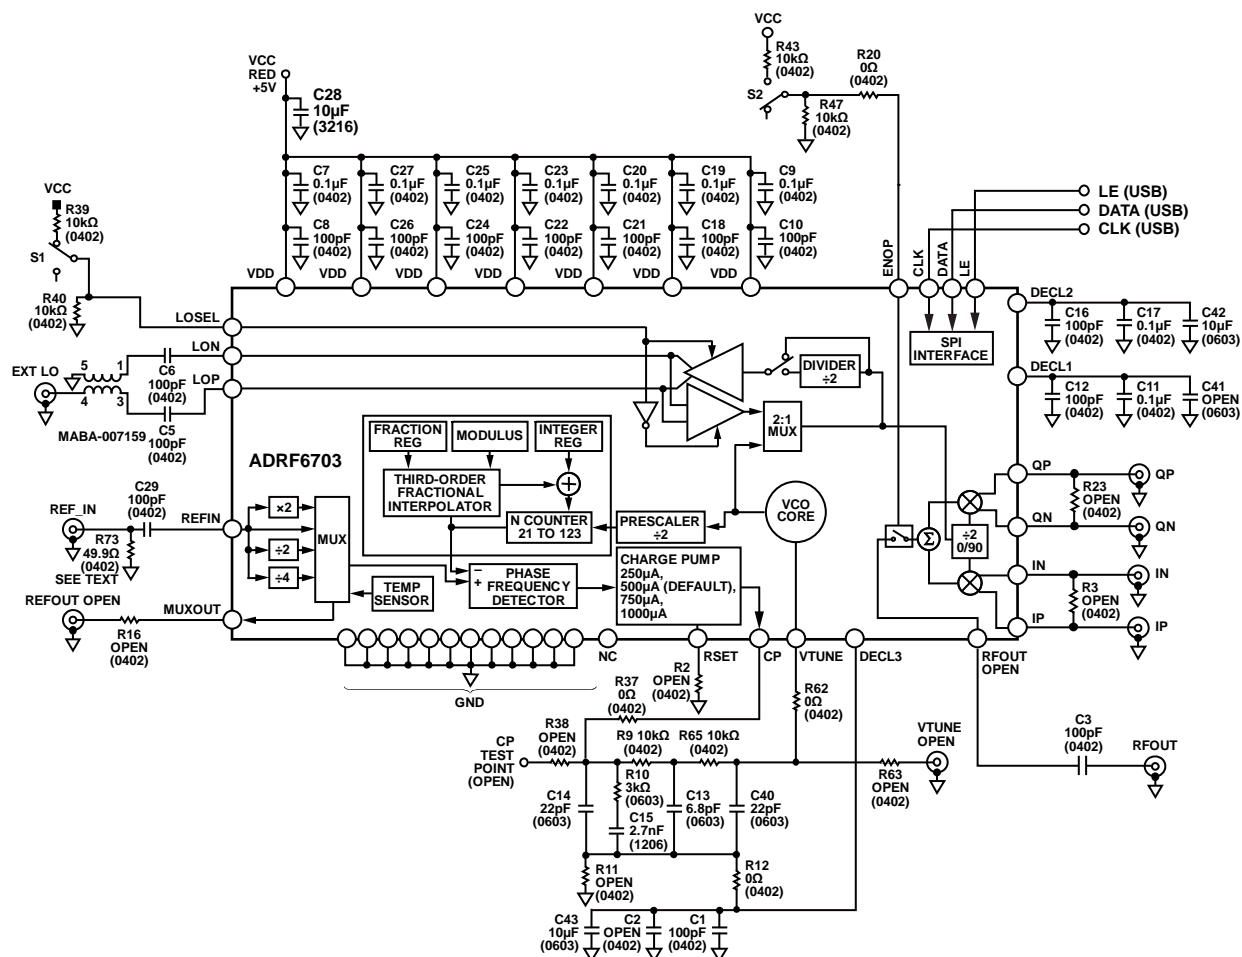 VCC
R43
10kΩ
(0402)
S2
R47
10kΩ
(0402)
R20
0Ω
(0402)
VCC
RED
+5V
C28
10µF
(3216)
C7
0.1µF
(0402)
C27
0.1µF
(0402)
C25
0.1µF
(0402)
C23
0.1µF
(0402)
C20
0.1µF
(0402)
C19
0.1µF
(0402)
C9
0.1µF
(0402)
C8
100pF
(0402)
C26
100pF
(0402)
C24
100pF
(0402)
C22
100pF
(0402)
C21
100pF
(0402)
C18
100pF
(0402)
C10
100pF
(0402)
VDD
VDD
VDD
VDD
VDD
VDD
VDD
VCC
R39
10kΩ
(0402)
S1
R40
10kΩ
(0402)
LOSEL
LON
LOP
EXT LO
5
1
4
3
C6
100pF
(0402)
C5
100pF
(0402)
MABA-007159
ENOP
CLK
DATA
LE
LE (USB)
DATA (USB)
CLK (USB)
SPI
INTERFACE
DECL2
C16
100pF
(0402)
C17
0.1µF
(0402)
C42
10µF
(0603)
DECL1
C12
100pF
(0402)
C11
0.1µF
(0402)
C41
OPEN
(0603)
DIVIDER
÷2
2:1
MUX
ADRF6703
FRACTION
REG
MODULUS
INTEGER
REG
THIRD-ORDER
FRACTIONAL
INTERPOLATOR
+
N COUNTER
21 TO 123
PRESCALER
÷2
VCO
CORE
REF_IN
C29
100pF
(0402)
REFIN
R73
49.9Ω
(0402)
SEE TEXT
×2
÷2
÷4
MUX
TEMP
SENSOR
−
+
PHASE
FREQUENCY
DETECTOR
CHARGE PUMP
250µA,
500µA (DEFAULT),
750µA,
1000µA
REFOUT OPEN
MUXOUT
R16
OPEN
(0402)
Σ
÷2
0/90
QP
R23
OPEN
(0402)
QP
QN
QN
IN
R3
OPEN
(0402)
IN
IP
IP
GND
NC
RSET
CP
VTUNE
DECL3
RFOUT
OPEN
R2
OPEN
(0402)
R37
0Ω
(0402)
R62
0Ω
(0402)
R38
OPEN
(0402)
CP
TEST
POINT
(OPEN)
R9 10kΩ
(0402)
R65 10kΩ
(0402)
R10
3kΩ
(0603)
C14
22pF
(0603)
C15
2.7nF
(1206)
C13
6.8pF
(0603)
C40
22pF
(0603)
VTUNE
OPEN
R63
OPEN
(0402)
C3
100pF
(0402)
RFOUT
R11
OPEN
(0402)
R12
0Ω
(0402)
C43
10µF
(0603)
C2
OPEN
(0402)
C1
100pF
(0402)